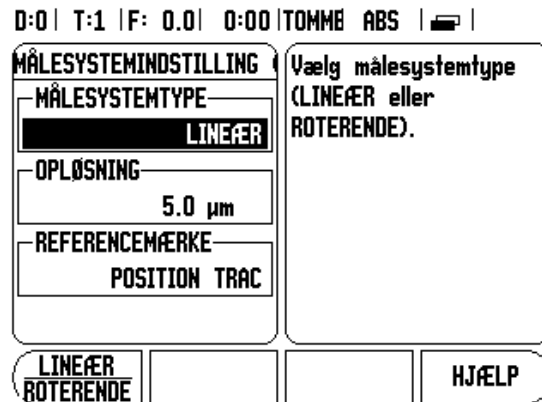 D:0 | T:1 | F: 0.0 | 0:00 | TOMME ABS
MÅLESYSTEMINDSTILLING (
MÅLESYSTEMTYPE
LINEÆR
OPLØSNING
5.0 µm
REFERENCEMÆRKE
POSITION TRAC
Vælg målesystemtype
(LINEÆR eller
ROTERENDE).
LINEÆR
ROTERENDE
HJÆLP